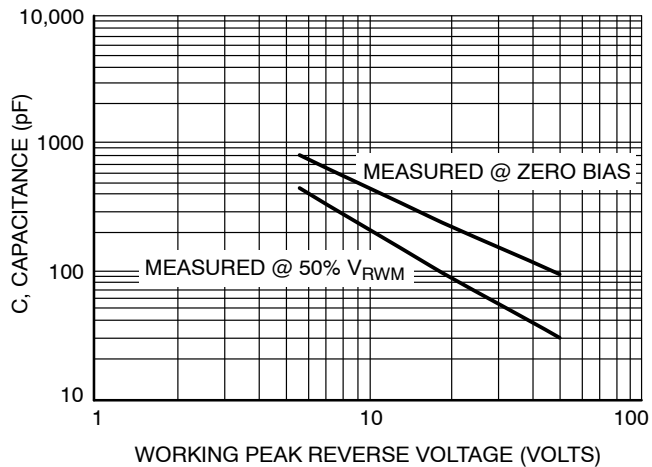 10,000
1000
100
10
C, CAPACITANCE (pF)
MEASURED @ ZERO BIAS
MEASURED @ 50% VRWM
1
10
100
WORKING PEAK REVERSE VOLTAGE (VOLTS)